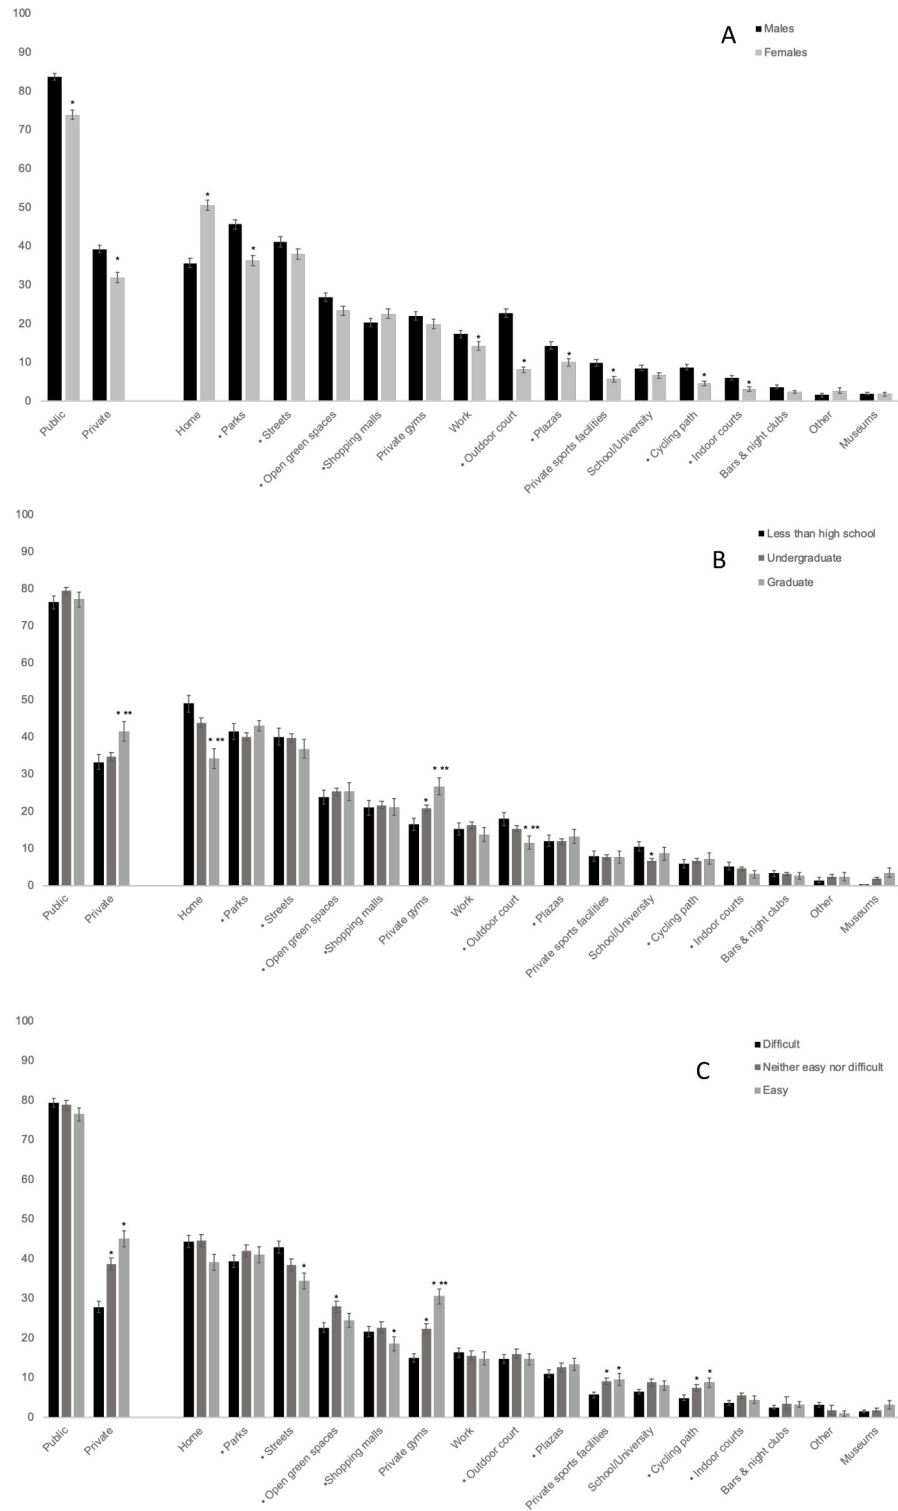 A
Males
Females
100
90
80
70
60
50
40
30
20
10
0
*
*
*
*
*
*
*
*
*
*
Public
Private
Home
• Parks
• Streets
• Open green spaces
•Shopping malls
Private gyms
Work
• Outdoor court
• Plazas
Private sports facilities
School/University
• Cycling path
• Indoor courts
Bars & night clubs
Other
Museums
B
Less than high school
Undergraduate
Graduate
100
90
80
70
60
50
40
30
20
10
0
* **
* **
*
* **
* **
*
Public
Private
Home
• Parks
• Streets
• Open green spaces
•Shopping malls
Private gyms
Work
• Outdoor court
• Plazas
Private sports facilities
School/University
• Cycling path
• Indoor courts
Bars & night clubs
Other
Museums
C
Difficult
Neither easy nor difficult
Easy
100
90
80
70
60
50
40
30
20
10
0
*
*
*
*
*
*
* **
*
*
*
*
Public
Private
Home
• Parks
• Streets
• Open green spaces
•Shopping malls
Private gyms
Work
• Outdoor court
• Plazas
Private sports facilities
School/University
• Cycling path
• Indoor courts
Bars & night clubs
Other
Museums